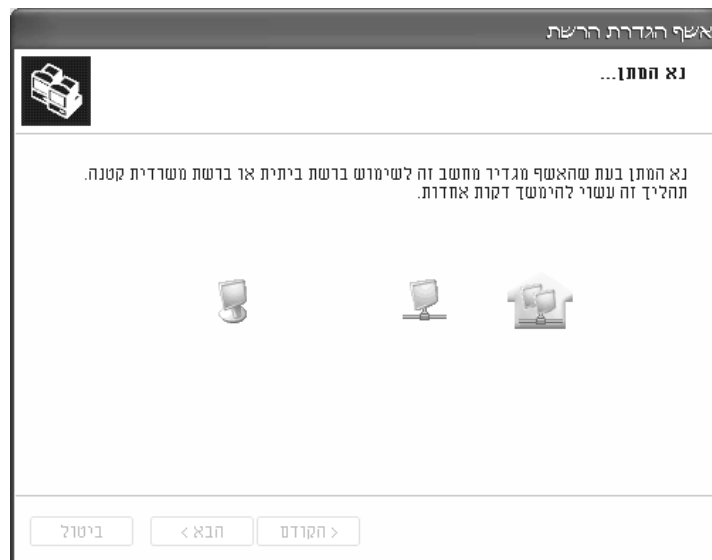 אשף הגדרת הרשת
נא המתן...
נא המתן בעת שהאשף מגדיר מחשב זה לשימוש ברשת ביתית או ברשת משרדית קטנה.
תהליך זה עשוי להימשך דקות אחדות.
< הקודם
הבא >
ביטול